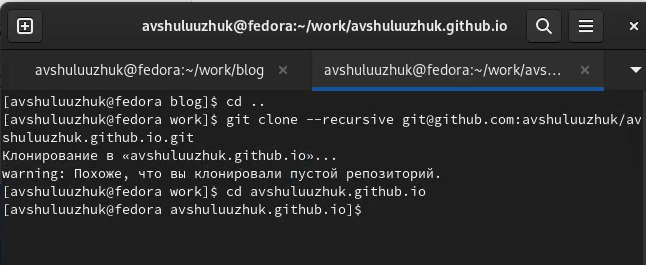 avshuluuzhuk@fedora:~/work/avshuluuzhuk.github.io
avshuluuzhuk@fedora:~/work/blog
avshuluuzhuk@fedora:~/work/avs...
[avshuluuzhuk@fedora blog]$ cd ..
[avshuluuzhuk@fedora work]$ git clone --recursive git@github.com:avshuluuzhuk/av
shuluuzhuk.github.io.git
Клонирование в «avshuluuzhuk.github.io»...
warning: Похоже, что вы клонировали пустой репозиторий.
[avshuluuzhuk@fedora work]$ cd avshuluuzhuk.github.io
[avshuluuzhuk@fedora avshuluuzhuk.github.io]$